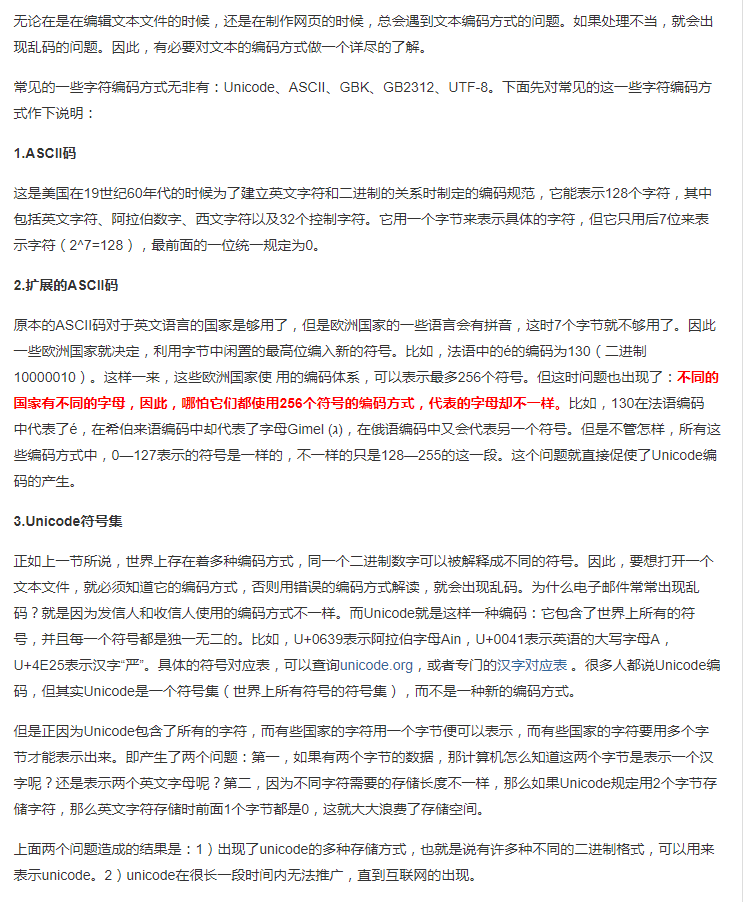 无论在是在编辑文本文件的时候，还是在制作网页的时候，总会遇到文本编码方式的问题。如果处理不当，就会出
现乱码的问题。因此，有必要对文本的编码方式做一个详尽的了解。
常见的一些字符编码方式无非有：Unicode、ASCII、GBK、GB2312、UTF-8。下面先对常见的这一些字符编码方
式作下说明：
1.ASCII码
这是美国在19世纪60年代的时候为了建立英文字符和二进制的关系时制定的编码规范，它能表示128个字符，其中
包括英文字符、阿拉伯数字、西文字符以及32个控制字符。它用一个字节来表示具体的字符，但它只用后7位来表
示字符（2^7=128），最前面的一位统一规定为0。
2.扩展的ASCII码
原本的ASCII码对于英文语言的国家是够用了，但是欧洲国家的一些语言会有拼音，这时7个字节就不够用了。因此
一些欧洲国家就决定，利用字节中闲置的最高位编入新的符号。比如，法语中的é的编码为130（二进制
10000010）。这样一来，这些欧洲国家使 用的编码体系，可以表示最多256个符号。但这时问题也出现了：不同的
国家有不同的字母，因此，哪怕它们都使用256个符号的编码方式，代表的字母却不一样。比如，130在法语编码
中代表了é，在希伯来语编码中却代表了字母Gimel (ג)，在俄语编码中又会代表另一个符号。但是不管怎样，所有这
些编码方式中，0—127表示的符号是一样的，不一样的只是128—255的这一段。这个问题就直接促使了Unicode编
码的产生。
3.Unicode符号集
正如上一节所说，世界上存在着多种编码方式，同一个二进制数字可以被解释成不同的符号。因此，要想打开一个
文本文件，就必须知道它的编码方式，否则用错误的编码方式解读，就会出现乱码。为什么电子邮件常常出现乱
码？就是因为发信人和收信人使用的编码方式不一样。而Unicode就是这样一种编码：它包含了世界上所有的符
号，并且每一个符号都是独一无二的。比如，U+0639表示阿拉伯字母Ain，U+0041表示英语的大写字母A，
U+4E25表示汉字“严”。具体的符号对应表，可以查询unicode.org，或者专门的汉字对应表 。很多人都说Unicode编
码，但其实Unicode是一个符号集（世界上所有符号的符号集），而不是一种新的编码方式。
但是正因为Unicode包含了所有的字符，而有些国家的字符用一个字节便可以表示，而有些国家的字符要用多个字
节才能表示出来。即产生了两个问题：第一，如果有两个字节的数据，那计算机怎么知道这两个字节是表示一个汉
字呢？还是表示两个英文字母呢？第二，因为不同字符需要的存储长度不一样，那么如果Unicode规定用2个字节存
储字符，那么英文字符存储时前面1个字节都是0，这就大大浪费了存储空间。
上面两个问题造成的结果是：1）出现了unicode的多种存储方式，也就是说有许多种不同的二进制格式，可以用来
表示unicode。2）unicode在很长一段时间内无法推广，直到互联网的出现。